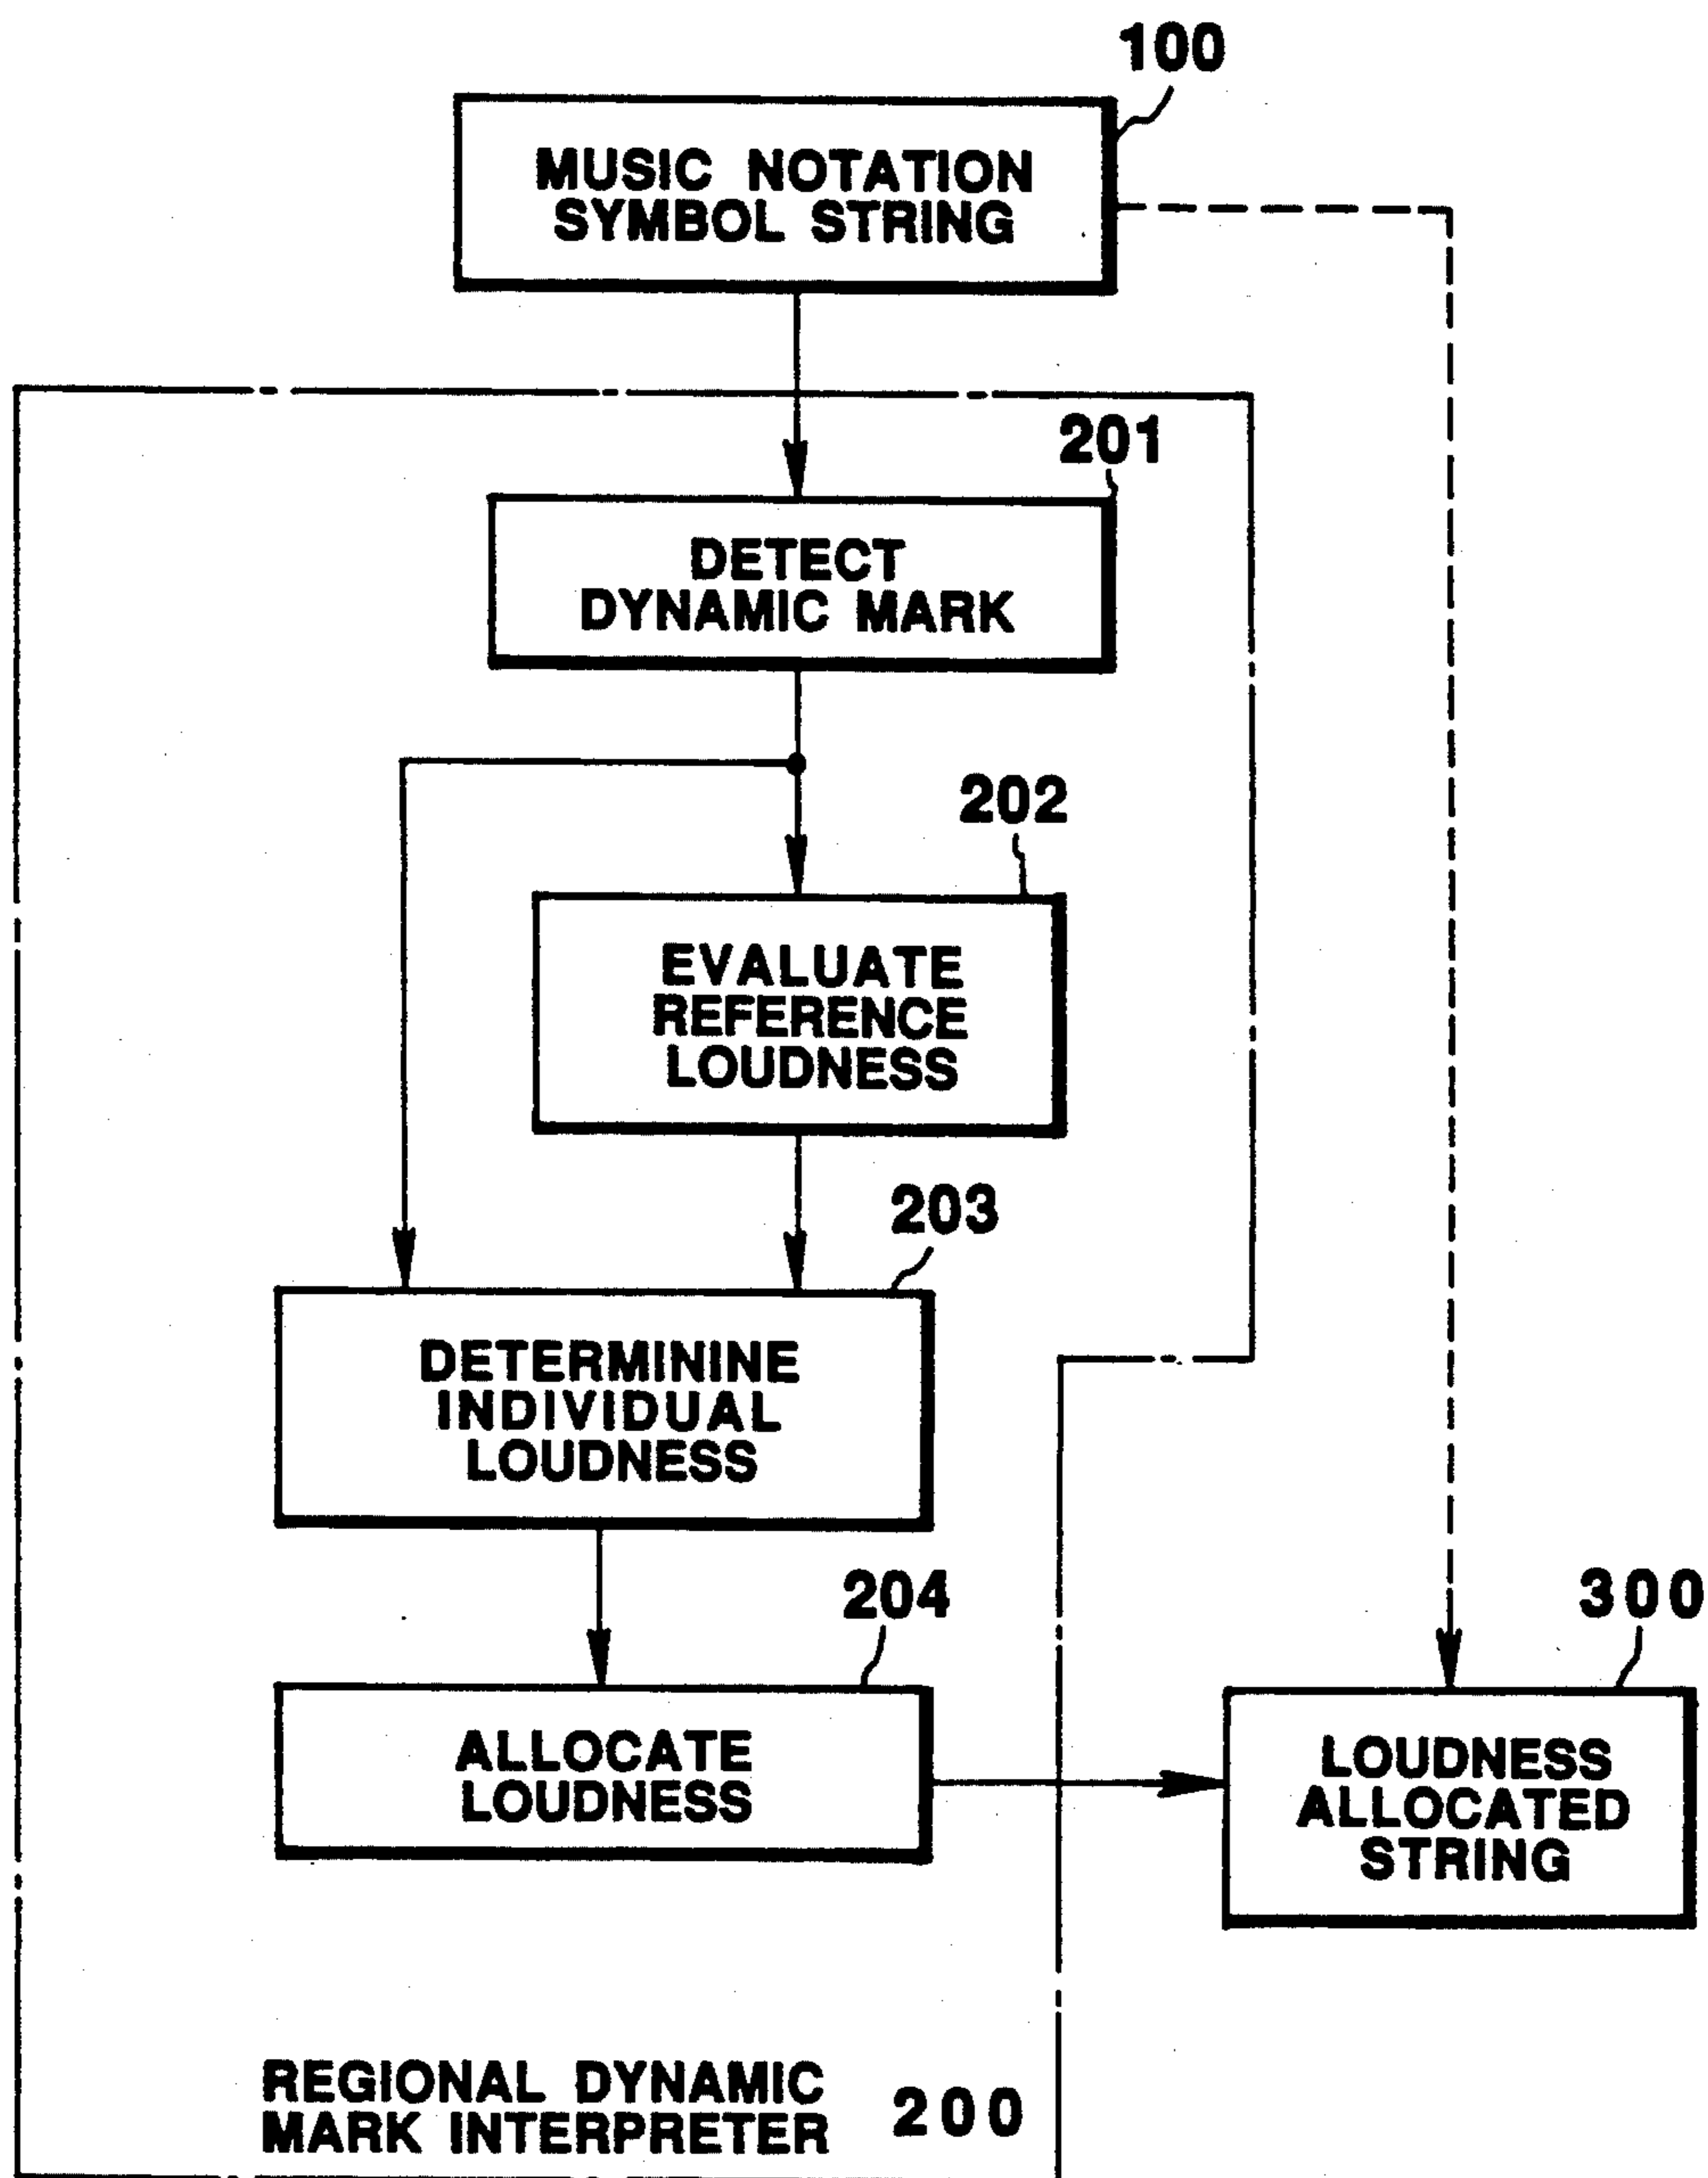 100
MUSIC NOTATION
SYMBOL STRING
201
DETECT
DYNAMIC MARK
202
EVALUATE
REFERENCE
LOUDNESS
203
DETERMININE
INDIVIDUAL
LOUDNESS
204
ALLOCATE
LOUDNESS
300
LOUDNESS
ALLOCATED
STRING
REGIONAL DYNAMIC
MARK INTERPRETER 200